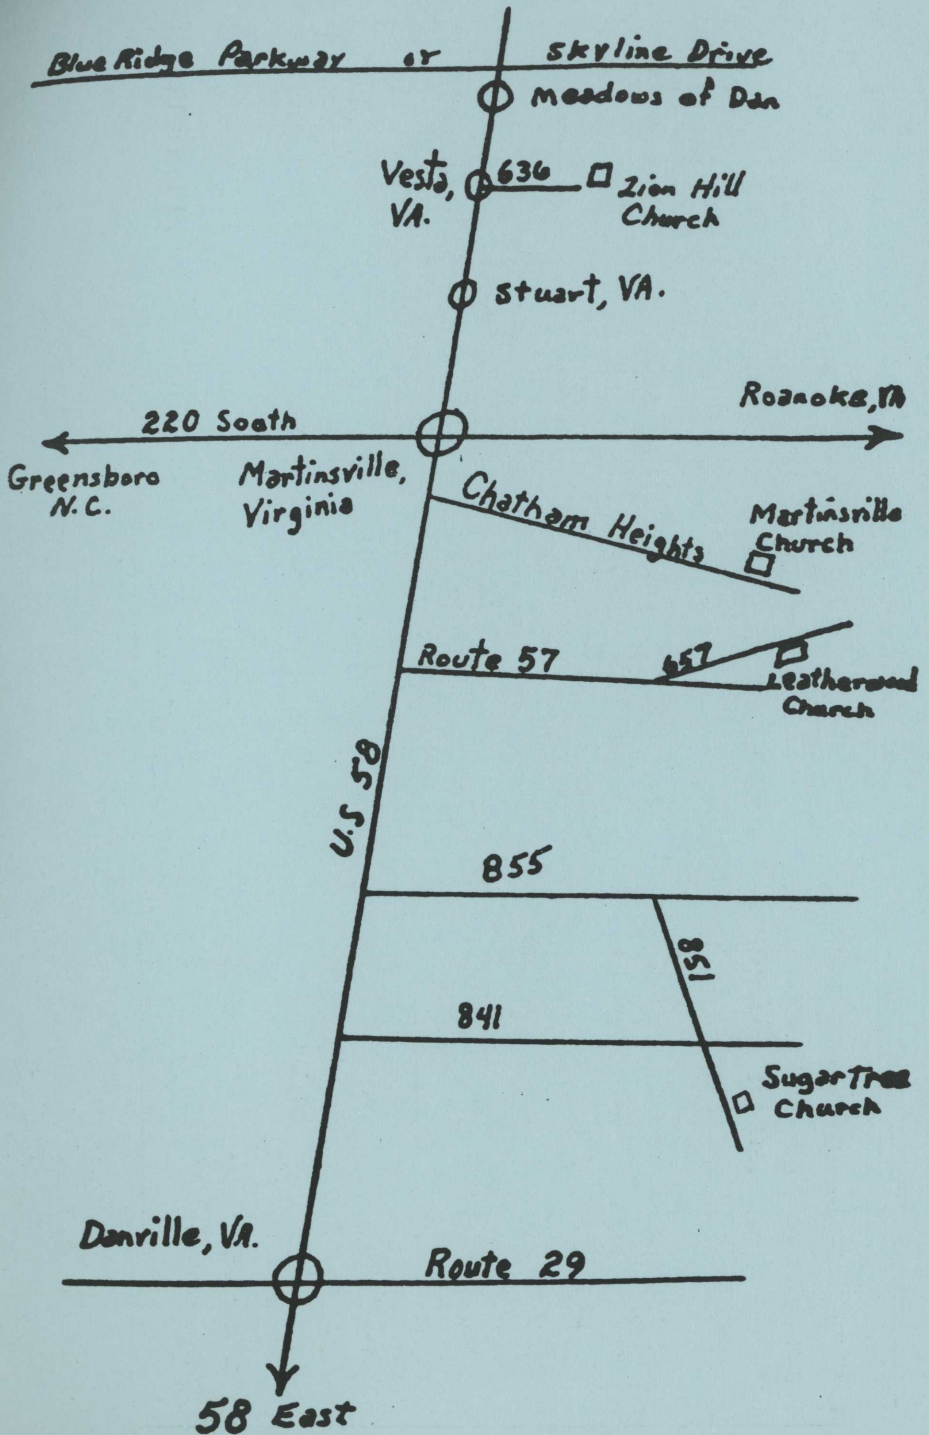 Blue Ridge Parkway or Skyline Drive
Meadows of Dan
Vesta, VA.
636
Zion Hill
Church
Stuart, VA.
Roanoke, VA
220 South
Greensboro
N.C.
Martinsville,
Virginia
Chatham Heights
Martinsville
Church
Route 57
657
Leatherwood
Church
U.S 58
855
851
841
Sugar Tree
Church
Danville, VA.
Route 29
58 East